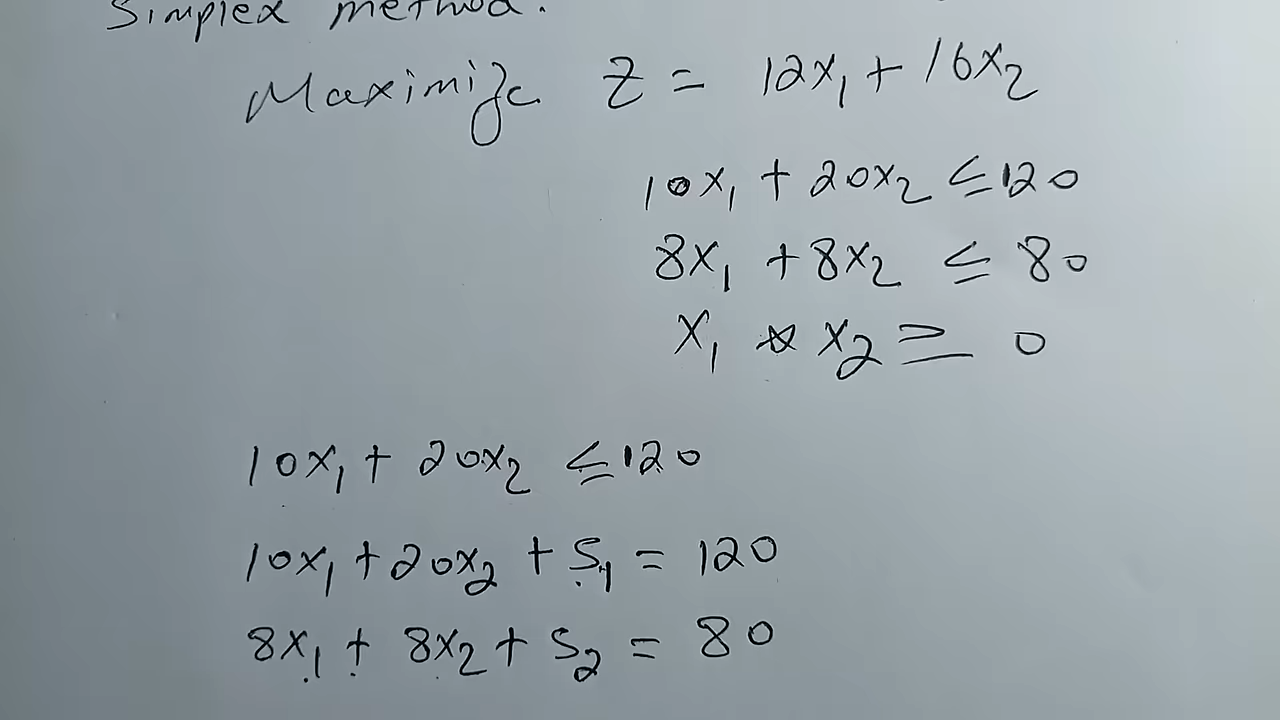 Simplex method.
Maximize Z = 12x₁ + 16x₂
10x₁ + 20x₂ ≤ 120
8x₁ + 8x₂ ≤ 80
x₁ & x₂ ≥ 0
10x₁ + 20x₂ ≤ 120
10x₁ + 20x₂ + S₁ = 120
8x₁ + 8x₂ + S₂ = 80